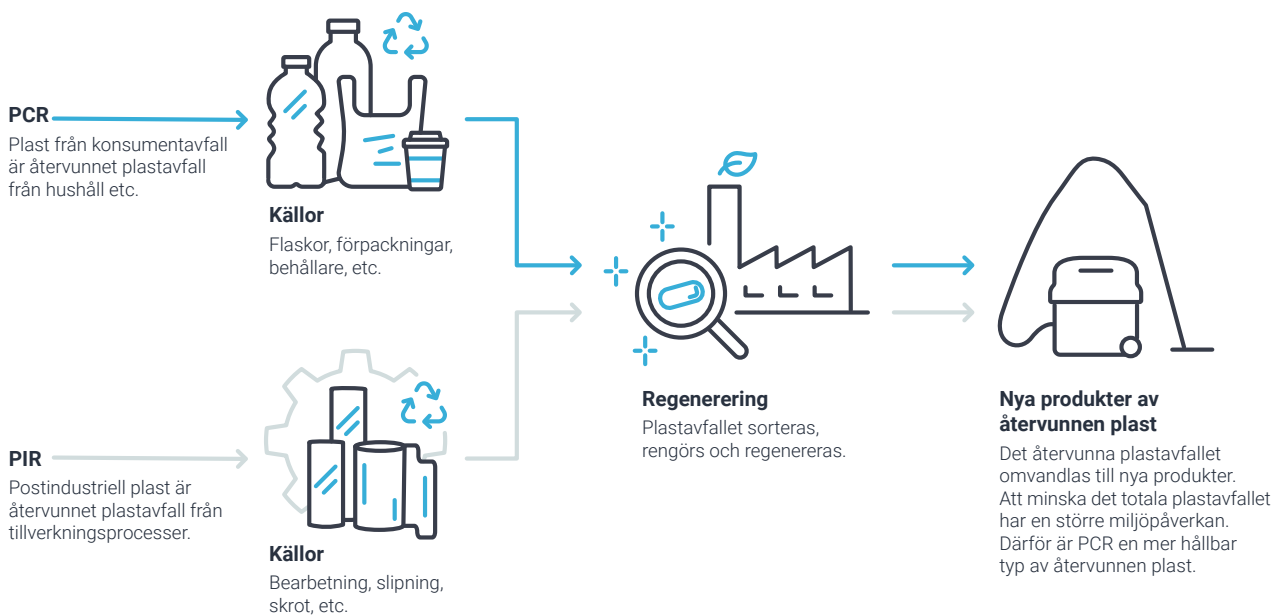 PCR
Plast från konsumentavfall
är återvunnet plastavfall
från hushåll etc.
Källor
Flaskor, förpackningar,
behållare, etc.
PIR
Postindustriell plast är
återvunnet plastavfall från
tillverkningsprocesser.
Källor
Bearbetning, slipning,
skrot, etc.
Regenerering
Plastavfallet sorteras,
rengörs och regenereras.
Nya produkter av
återvunnen plast
Det återvunna plastavfallet
omvandlas till nya produkter.
Att minska det totala plastavfallet
har en större miljöpåverkan.
Därför är PCR en mer hållbar
typ av återvunnen plast.